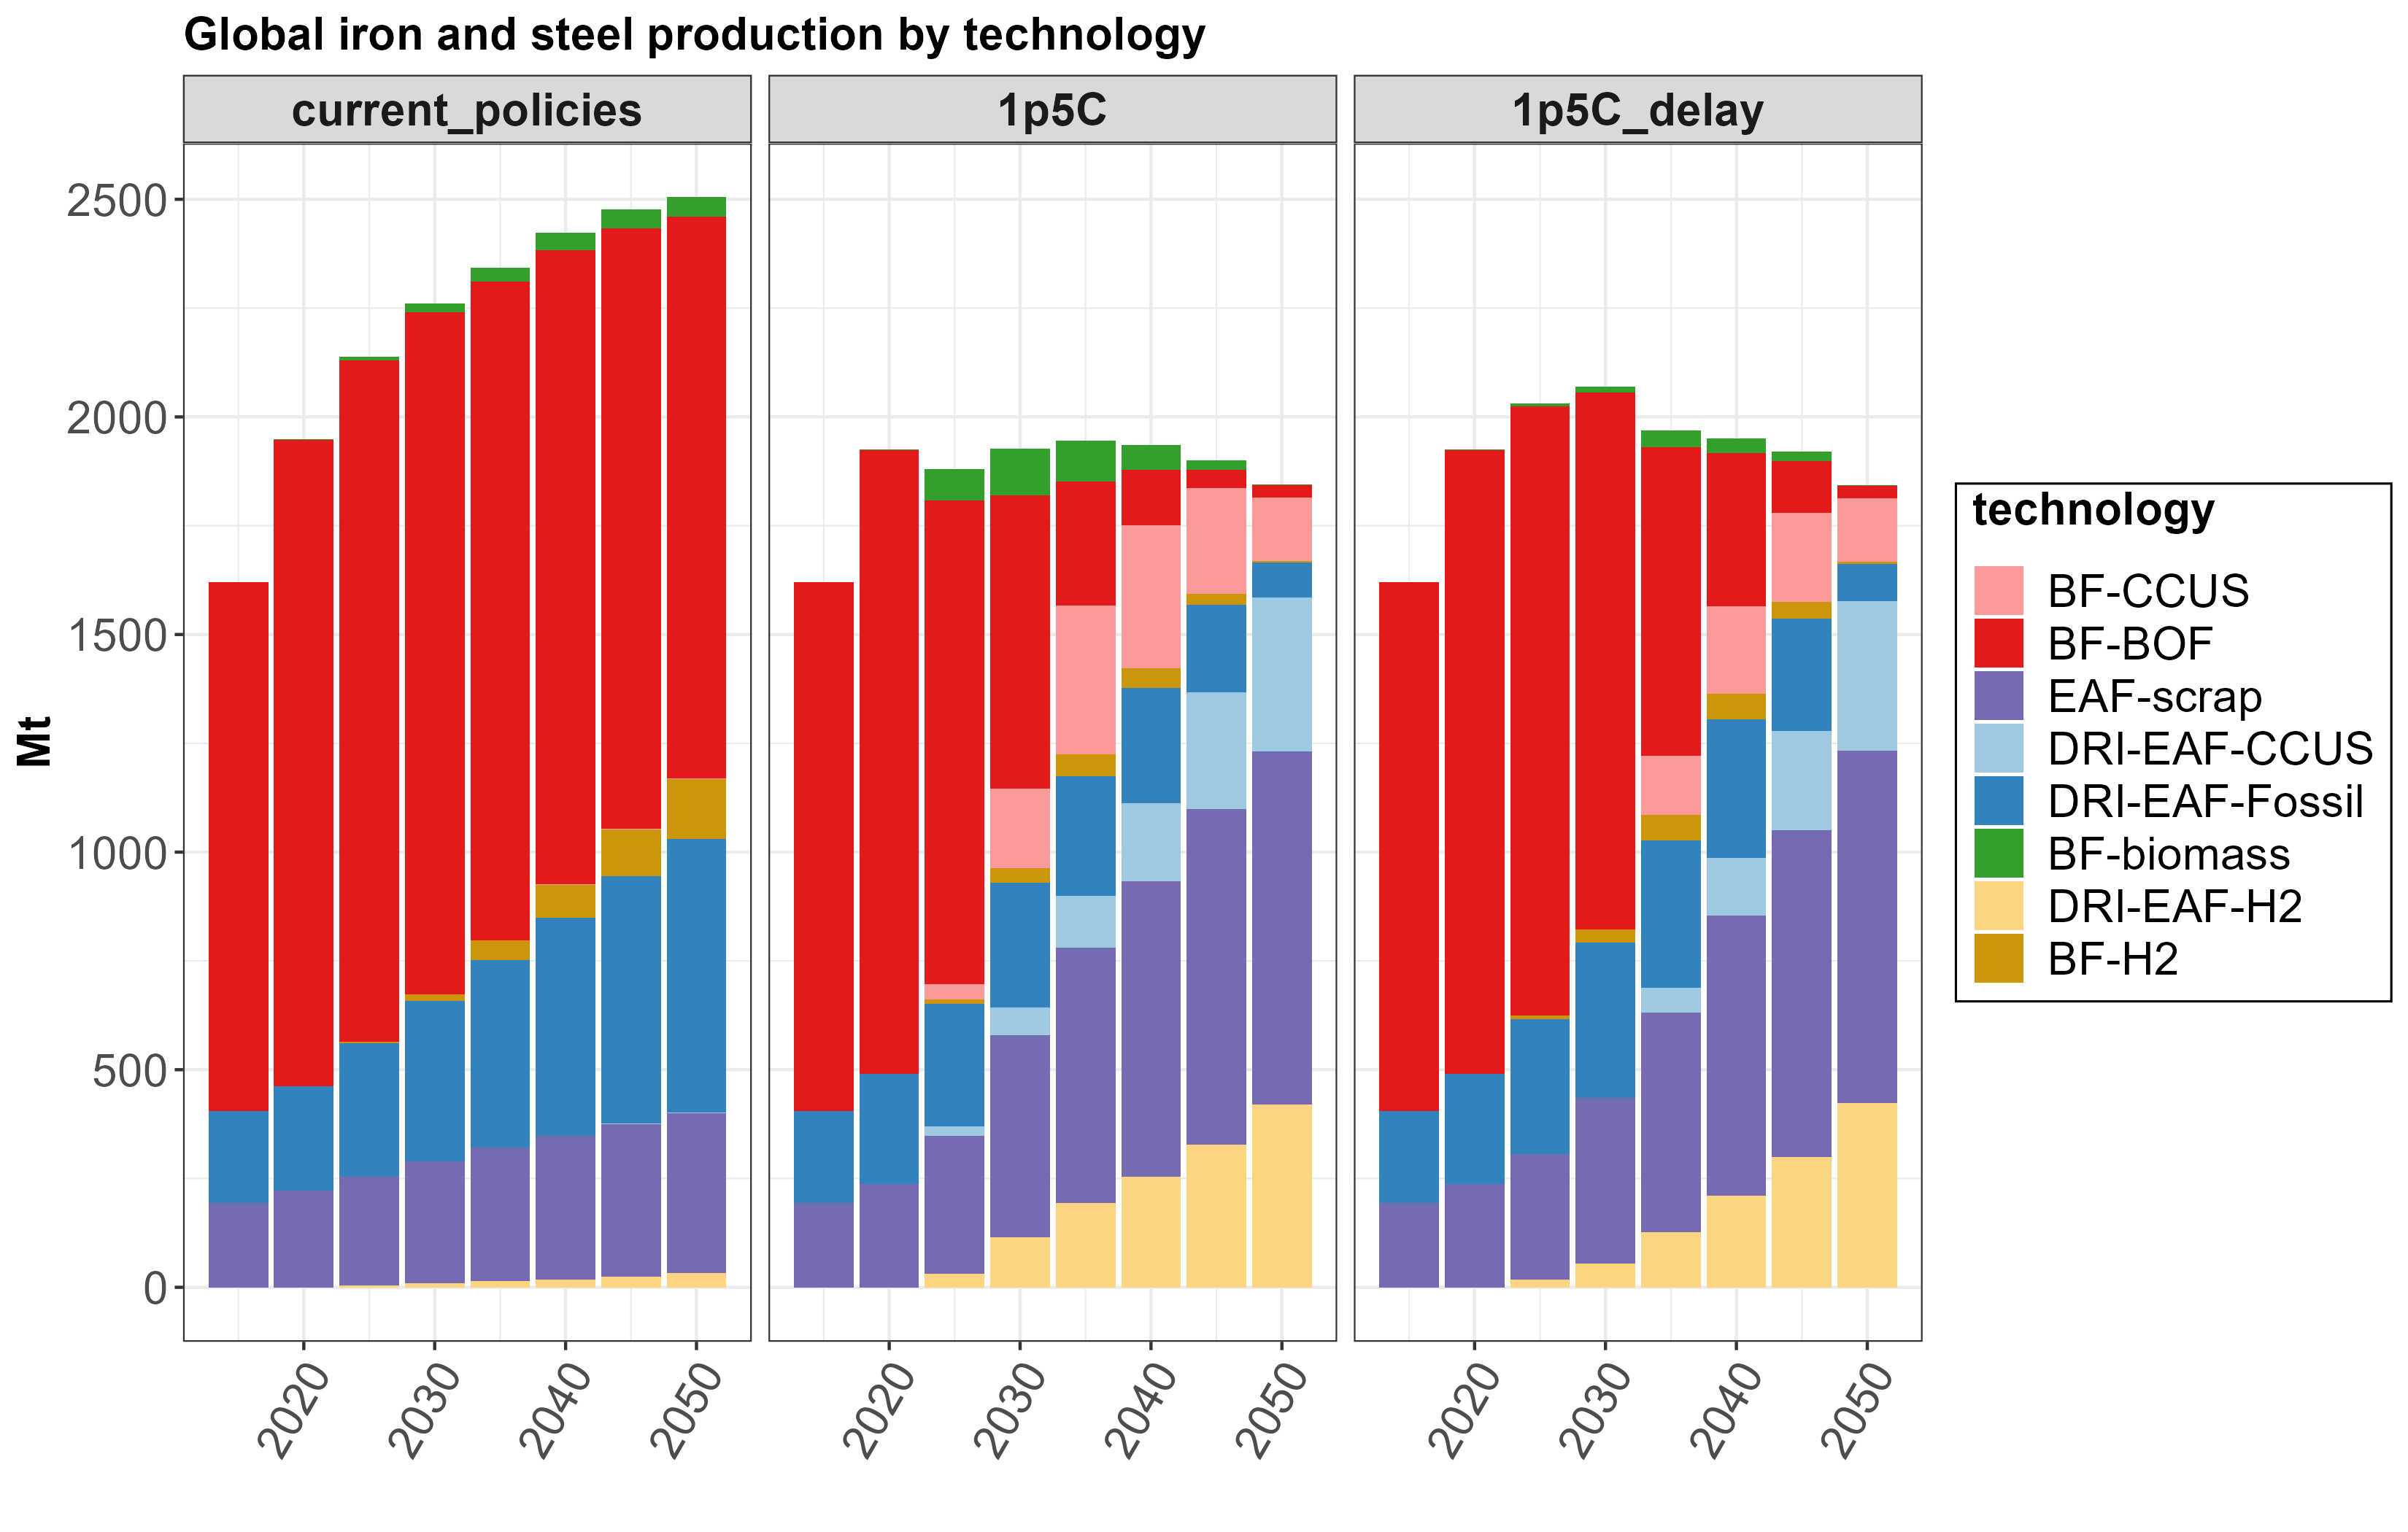 Global iron and steel production by technology
current_policies
1p5C
1p5C_delay
2500
2000
1500
1000
500
0
Mt
2020
2030
2040
2050
2020
2030
2040
2050
2020
2030
2040
2050
technology
BF-CCUS
BF-BOF
EAF-scrap
DRI-EAF-CCUS
DRI-EAF-Fossil
BF-biomass
DRI-EAF-H2
BF-H2